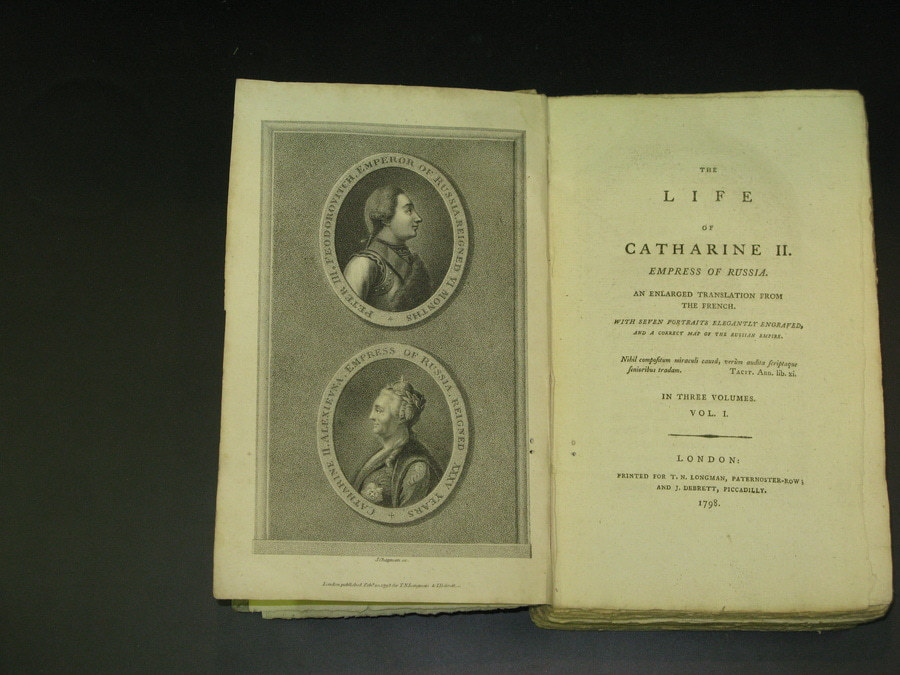 PETER III. FEODOROVITCH, EMPEROR OF RUSSIA, REIGNED VI MONTHS
CATHARINE II. ALEXIEVNA, EMPRESS OF RUSSIA, REIGNED XXXV YEARS
London published Feb. 1798 for T.N. Longman & J. Debrett
THE
LIFE
OF
CATHARINE II.
EMPRESS OF RUSSIA.
AN ENLARGED TRANSLATION FROM
THE FRENCH.
WITH SEVEN PORTRAITS ELEGANTLY ENGRAVED,
AND A CORRECT MAP OF THE RUSSIAN EMPIRE.
Nihil compoſitum miraculi cauſâ, verùm audita ſcriptaque
ſenioribus tradam. TACIT. ANN. lib. xi.
IN THREE VOLUMES.
VOL. I.
LONDON:
PRINTED FOR T. N. LONGMAN, PATERNOSTER-ROW;
AND J. DEBRETT, PICCADILLY.
1798.